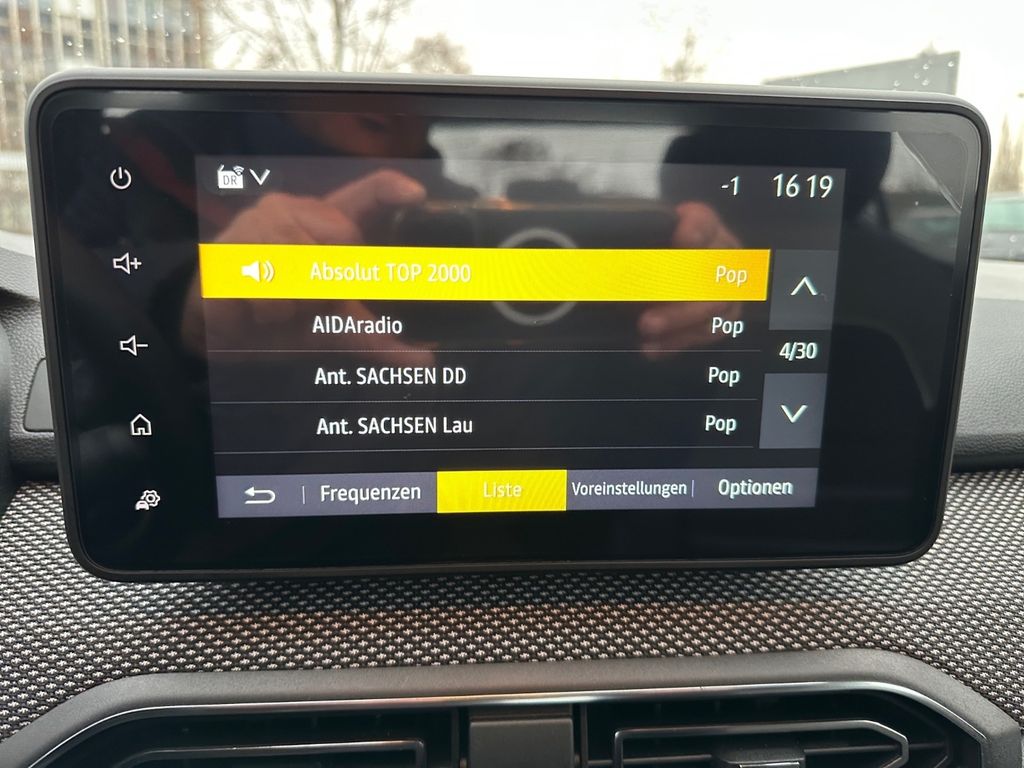 DR
-1 16 19
Absolut TOP 2000 Pop
AIDAradio Pop
4/30
Ant. SACHSEN DD Pop
Ant. SACHSEN Lau Pop
Frequenzen Liste Voreinstellungen Optionen